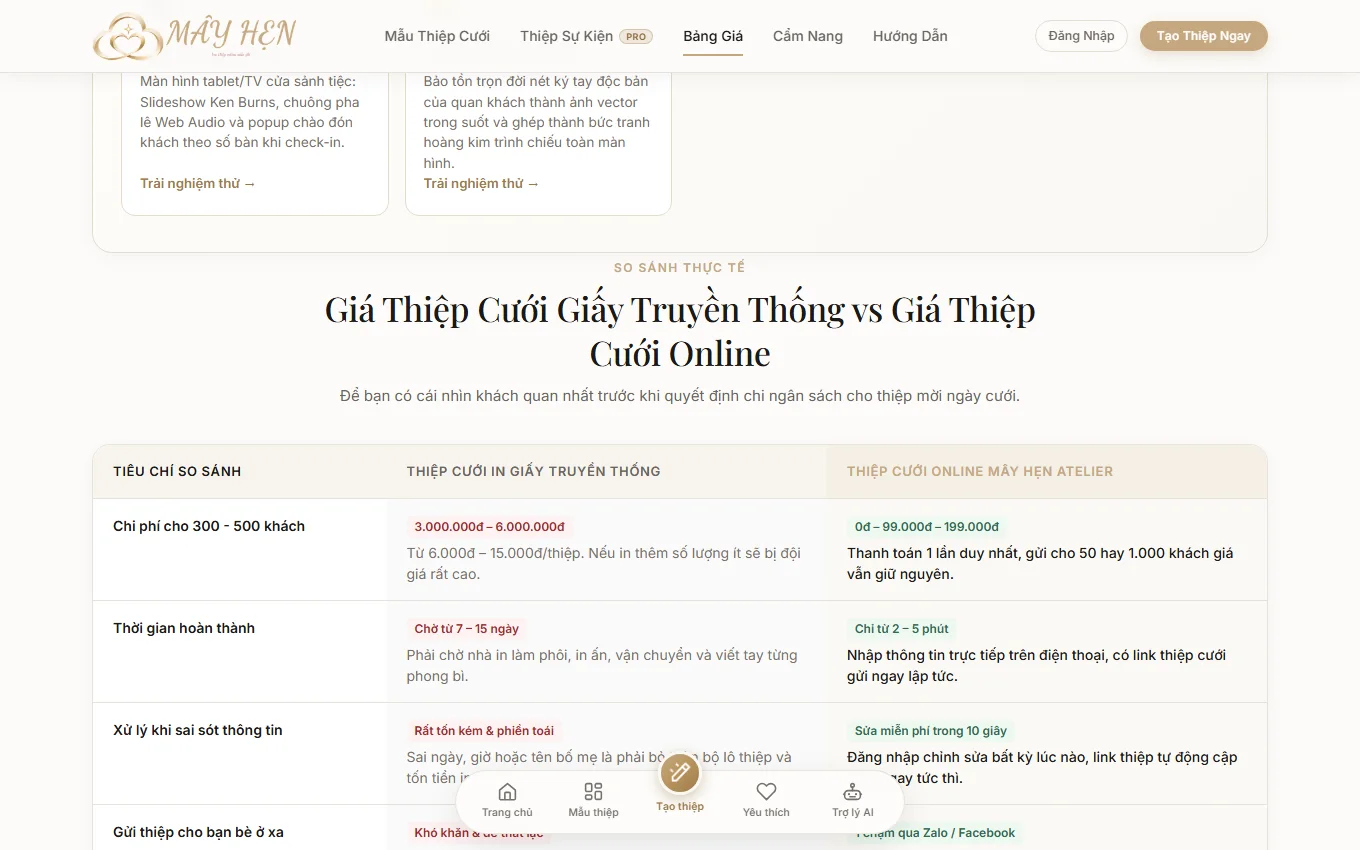 MÂY HẸN
Mẫu Thiệp Cưới
Thiệp Sự Kiện PRO
Bảng Giá
Cẩm Nang
Hướng Dẫn
Đăng Nhập
Tạo Thiệp Ngay
Màn hình tablet/TV cửa sảnh tiệc:
Slideshow Ken Burns, chuông pha
lê Web Audio và popup chào đón
khách theo số bàn khi check-in.
Trải nghiệm thử →
Bảo tồn trọn đời nét ký tay độc bản
của quan khách thành ảnh vector
trong suốt và ghép thành bức tranh
hoàng kim trình chiếu toàn màn
hình.
Trải nghiệm thử →
SO SÁNH THỰC TẾ
Giá Thiệp Cưới Giấy Truyền Thống vs Giá Thiệp
Cưới Online
Để bạn có cái nhìn khách quan nhất trước khi quyết định chi ngân sách cho thiệp mời ngày cưới.
TIÊU CHÍ SO SÁNH
THIỆP CƯỚI IN GIẤY TRUYỀN THỐNG
THIỆP CƯỚI ONLINE MÂY HẸN ATELIER
Chi phí cho 300 - 500 khách
3.000.000đ – 6.000.000đ
Từ 6.000đ – 15.000đ/thiệp. Nếu in thêm số lượng ít sẽ bị đội
giá rất cao.
0đ – 99.000đ – 199.000đ
Thanh toán 1 lần duy nhất, gửi cho 50 hay 1.000 khách giá
vẫn giữ nguyên.
Thời gian hoàn thành
Chờ từ 7 – 15 ngày
Phải chờ nhà in làm phôi, in ấn, vận chuyển và viết tay từng
phong bì.
Chỉ từ 2 – 5 phút
Nhập thông tin trực tiếp trên điện thoại, có link thiệp cưới
gửi ngay lập tức.
Xử lý khi sai sót thông tin
Rất tốn kém & phiền toái
Sai ngày, giờ hoặc tên bố mẹ là phải bộ lô thiệp và
tốn tiền
Sửa miễn phí trong 10 giây
Đăng nhập chỉnh sửa bất kỳ lúc nào, link thiệp tự động cập
tức thì.
Gửi thiệp cho bạn bè ở xa
Khó khăn &
chạm qua Zalo / Facebook
Trang chủ
Mẫu thiệp
Tạo thiệp
Yêu thích
Trợ lý AI